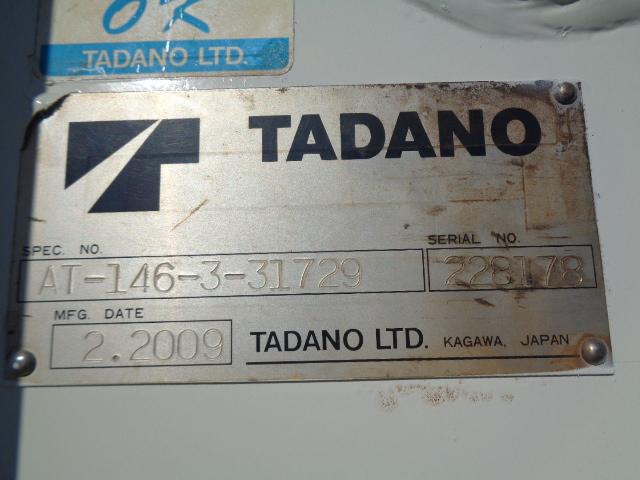 OK
TADANO LTD.
TADANO
SPEC. NO.
SERIAL NO.
AT-146-3-31729
228178
MFG. DATE
2.2009
TADANO LTD. KAGAWA, JAPAN